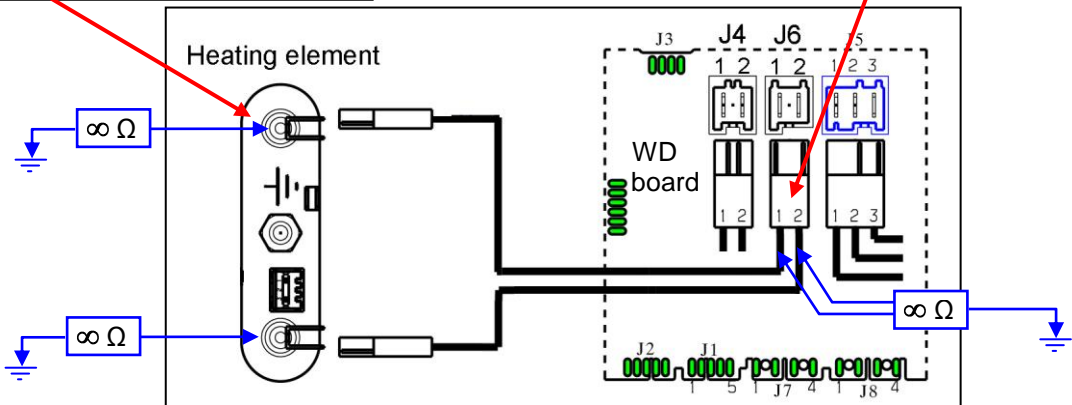 Heating element
J3
J4
J6
J5
1 2
1 2
1 2 3
∞ Ω
WD
board
1 2
1 2
1 2 3
∞ Ω
∞ Ω
J2
J1
1
5
1
J7
4
1
J8
4